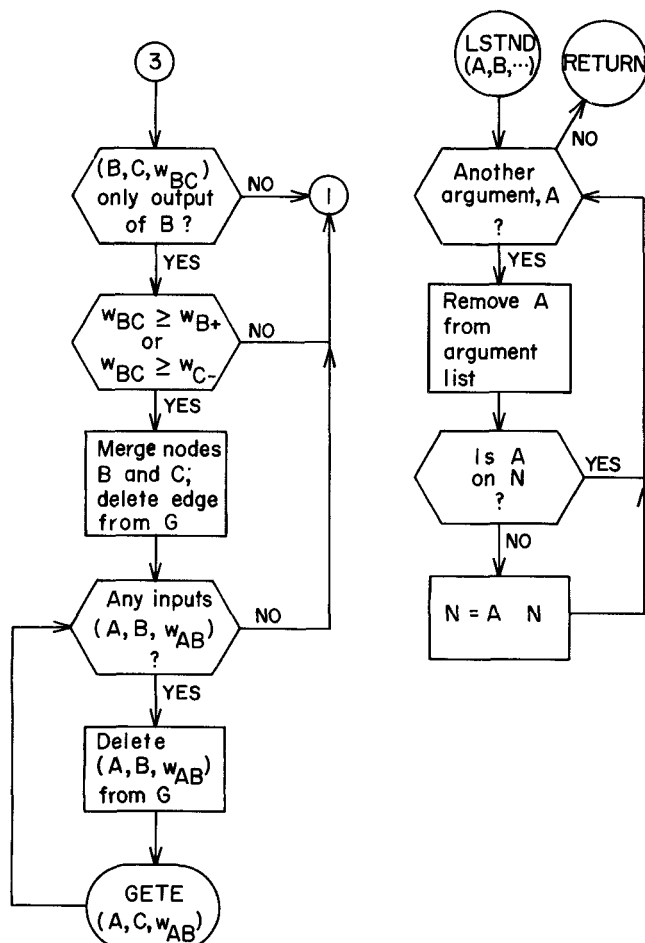 3
(B,C,w_BC)
only output
of B ?
NO
1
YES
w_BC ≥ w_B+
or
w_BC ≥ w_C-
NO
YES
Merge nodes
B and C;
delete edge
from G
Any inputs
(A, B, w_AB)
?
NO
YES
Delete
(A, B, w_AB)
from G
GETE
(A, C, w_AB)
LSTND
(A,B,···)
RETURN
NO
Another
argument, A
?
YES
Remove A
from
argument
list
Is A
on N
?
YES
NO
N = A N